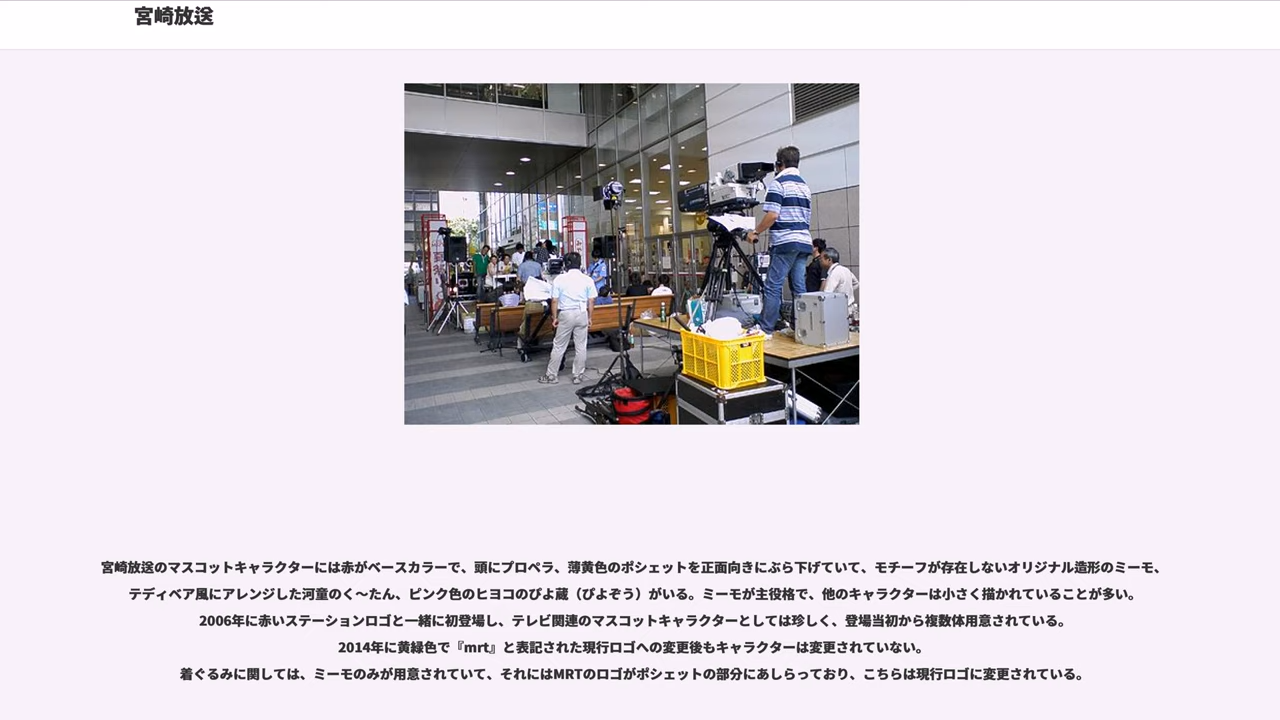 宮崎放送
宮崎放送のマスコットキャラクターには赤がベースカラーで、頭にプロペラ、薄黄色のポシェットを正面向きにぶら下げていて、モチーフが存在しないオリジナル造形のミーモ、
テディベア風にアレンジした河童のく～たん、ピンク色のヒヨコのぴよ蔵（ぴよぞう）がいる。ミーモが主役格で、他のキャラクターは小さく描かれていることが多い。
2006年に赤いステーションロゴと一緒に初登場し、テレビ関連のマスコットキャラクターとしては珍しく、登場当初から複数体用意されている。
2014年に黄緑色で『mrt』と表記された現行ロゴへの変更後もキャラクターは変更されていない。
着ぐるみに関しては、ミーモのみが用意されていて、それにはMRTのロゴがポシェットの部分にあしらっており、こちらは現行ロゴに変更されている。